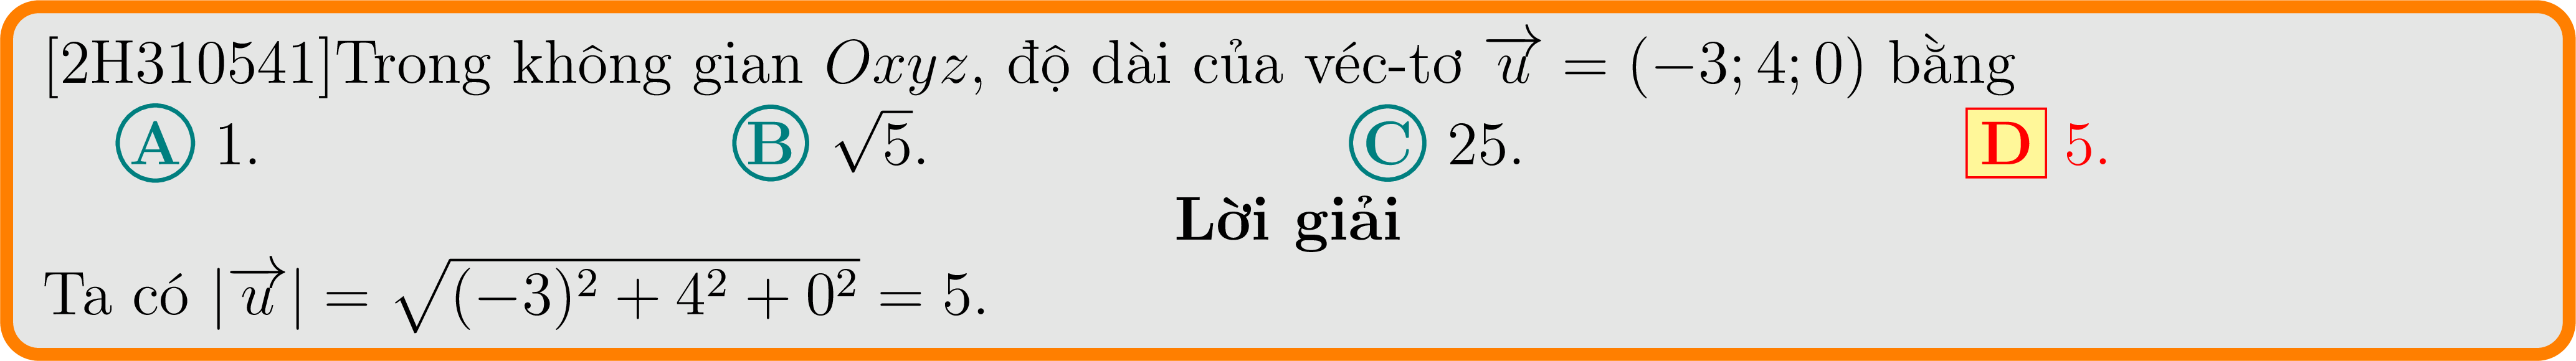 [2H310541]Trong không gian Oxyz, độ dài của véc-tơ $\overrightarrow{u}$ = (−3; 4; 0) bằng
A 1. B √5. C 25. D 5.
Lời giải
Ta có |$\overrightarrow{u}$| = $\sqrt{(-3)^2 + 4^2 + 0^2}$ = 5.